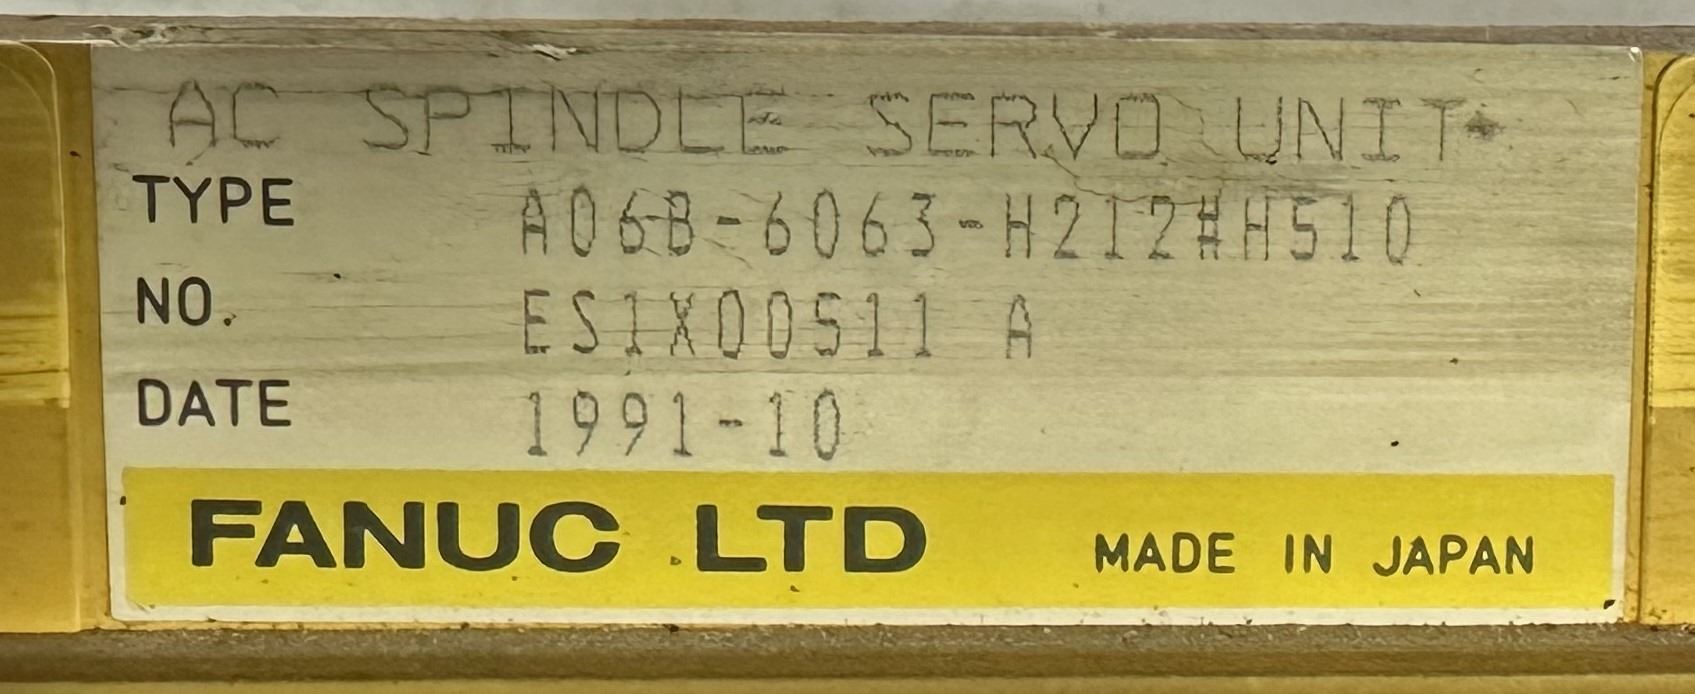 AC SPINDLE SERVO UNIT
TYPE A06B-6063-H212#H510
NO. ES1X00511 A
DATE 1991-10
FANUC LTD MADE IN JAPAN